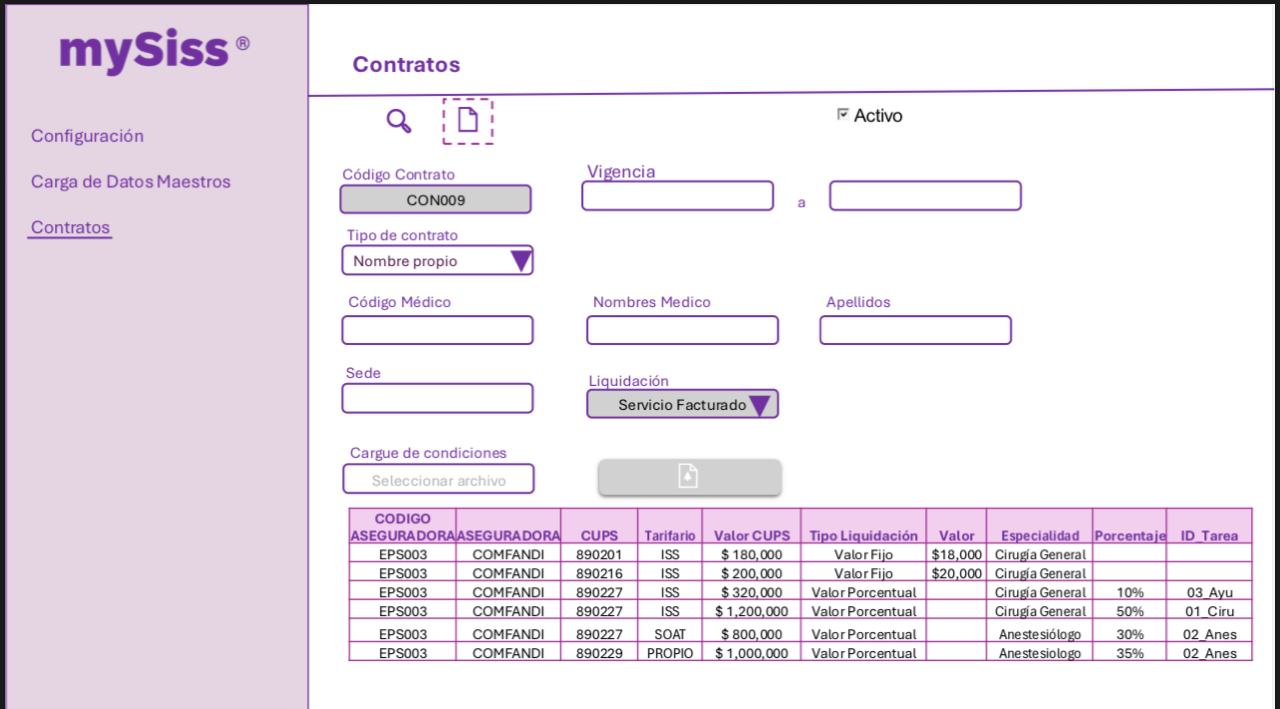 mySiss ®
Configuración
Carga de Datos Maestros
Contratos
Contratos
Activo
Código Contrato
CON009
Vigencia
a
Tipo de contrato
Nombre propio
Código Médico
Nombres Medico
Apellidos
Sede
Liquidación
Servicio Facturado
Cargue de condiciones
Seleccionar archivo
CODIGO ASEGURADORA ASEGURADORA CUPS Tarifario Valor CUPS Tipo Liquidación Valor Especialidad Porcentaje ID_Tarea
EPS003 COMFANDI 890201 ISS $ 180,000 Valor Fijo $18,000 Cirugía General
EPS003 COMFANDI 890216 ISS $ 200,000 Valor Fijo $20,000 Cirugía General
EPS003 COMFANDI 890227 ISS $ 320,000 Valor Porcentual Cirugía General 10% 03_Ayu
EPS003 COMFANDI 890227 ISS $ 1,200,000 Valor Porcentual Cirugía General 50% 01_Ciru
EPS003 COMFANDI 890227 SOAT $ 800,000 Valor Porcentual Anestesiólogo 30% 02_Anes
EPS003 COMFANDI 890229 PROPIO $ 1,000,000 Valor Porcentual Anestesiologo 35% 02_Anes